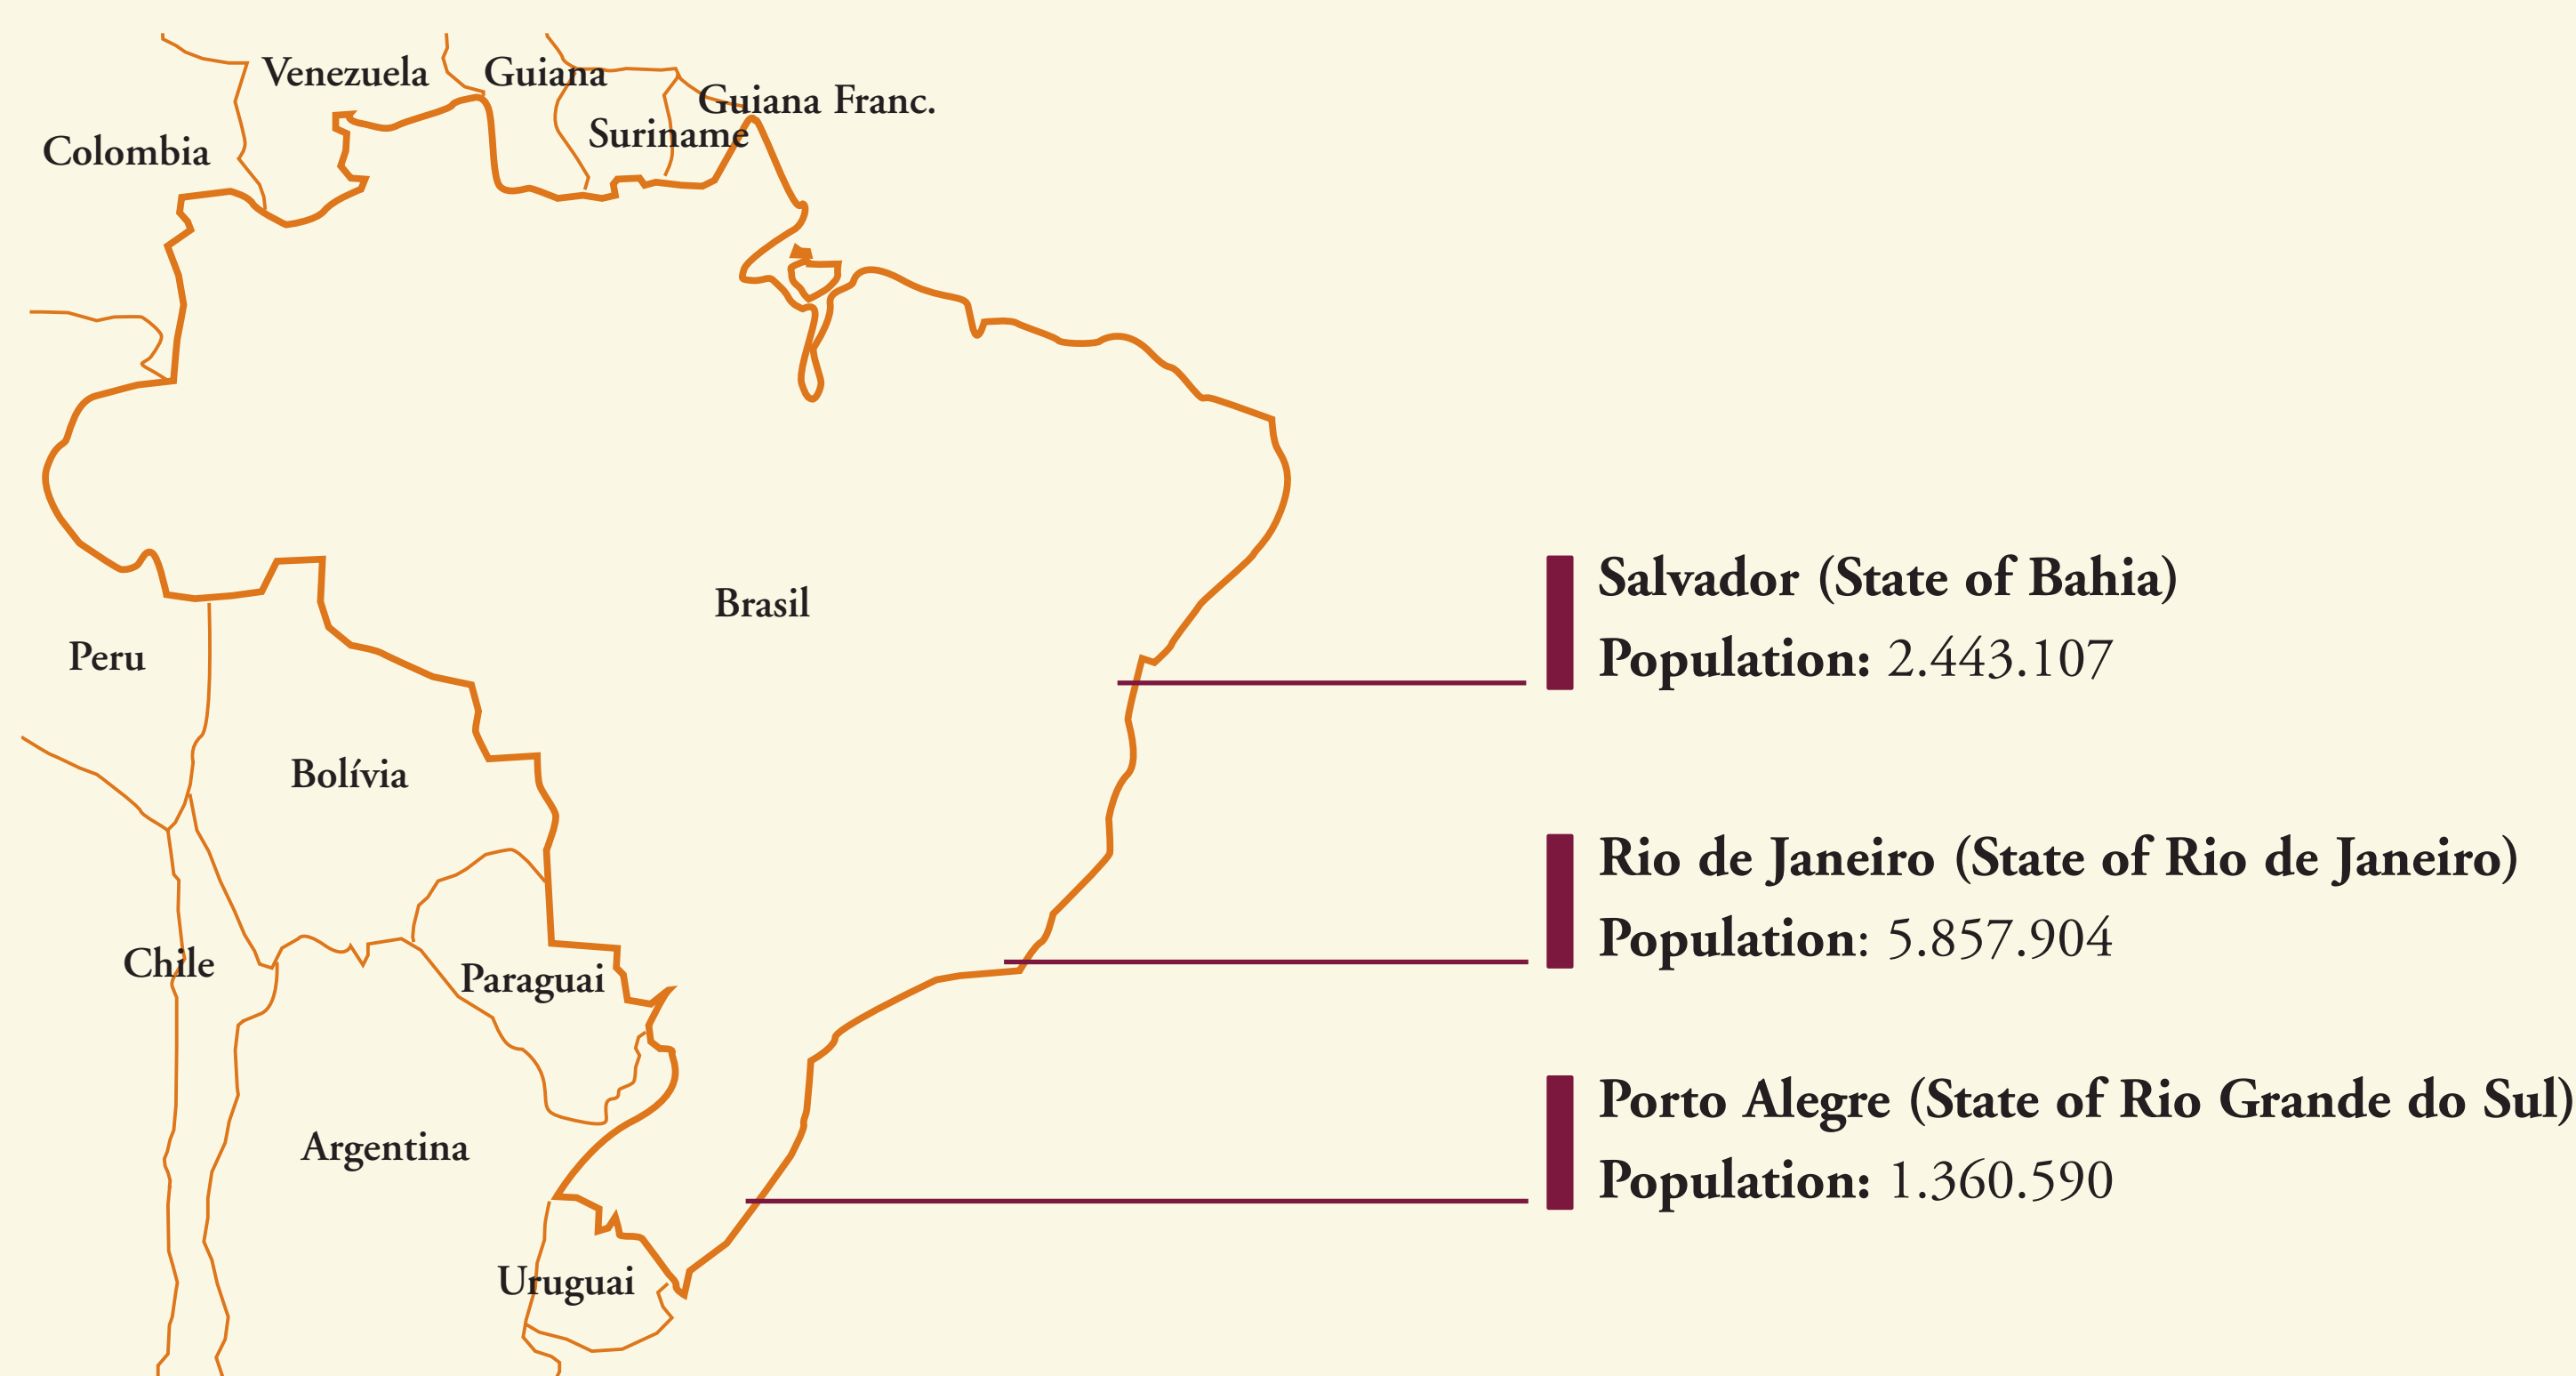 Venezuela
Guiana
Guiana Franc.
Suriname
Colombia
Brasil
Peru
Bolívia
Chile
Paraguai
Argentina
Uruguai
Salvador (State of Bahia)
Population: 2.443.107
Rio de Janeiro (State of Rio de Janeiro)
Population: 5.857.904
Porto Alegre (State of Rio Grande do Sul)
Population: 1.360.590